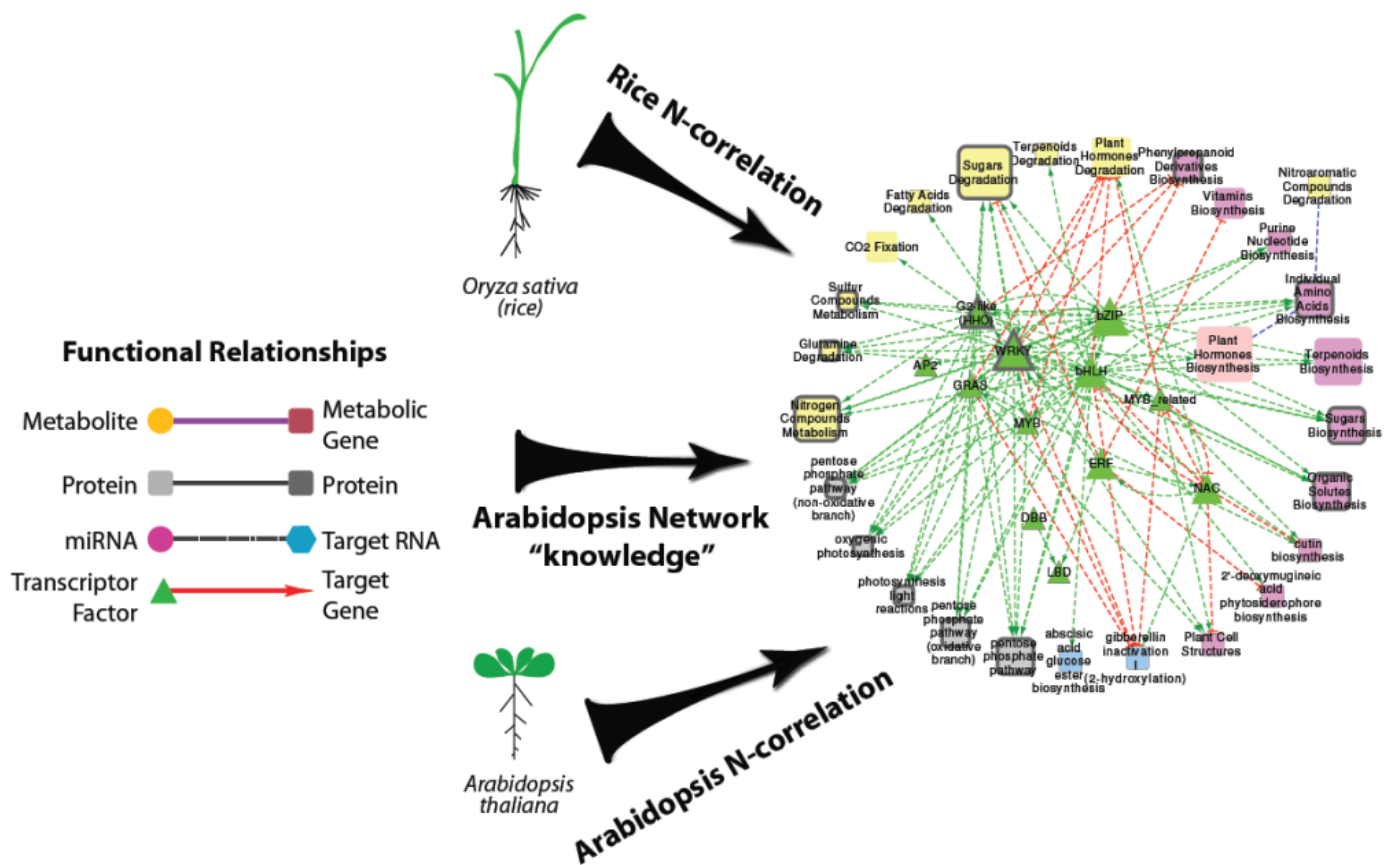 Rice N-correlation
Oryza sativa
(rice)
Functional Relationships
Metabolite
Metabolic
Gene
Protein
Protein
miRNA
Target RNA
Transcriptor
Factor
Target
Gene
Arabidopsis Network
“knowledge”
Arabidopsis
thaliana
Arabidopsis N-correlation
Sugars
Degradation
Terpenoids
Degradation
Plant
Hormones
Degradation
Phenylpropanoid
Derivatives
Biosynthesis
Nitroaromatic
Compounds
Degradation
Fatty Acids
Degradation
Vitamins
Biosynthesis
CO2 Fixation
Purine
Nucleotide
Biosynthesis
Sulfur
Compounds
Metabolism
Individual
Amino
Acids
Biosynthesis
G2-like
(HHO)
bZIP
WRKY
Glutamine
Degradation
AP2
GRAS
bHLH
Plant
Hormones
Biosynthesis
Terpenoids
Biosynthesis
MYB_related
Nitrogen
Compounds
Metabolism
MYB
Sugars
Biosynthesis
ERF
NAC
pentose
phosphate
pathway
(non-oxidative
branch)
Organic
Solutes
Biosynthesis
DBB
oxygenic
photosynthesis
LBD
cutin
biosynthesis
photosynthesis
light
reactions
2'-deoxymugineic
acid
phytosiderophore
biosynthesis
pentose
phosphate
pathway
(oxidative
branch)
pentose
phosphate
pathway
abscisic
acid
glucose
ester
biosynthesis
gibberellin
inactivation
I
(2-hydroxylation)
Plant Cell
Structures